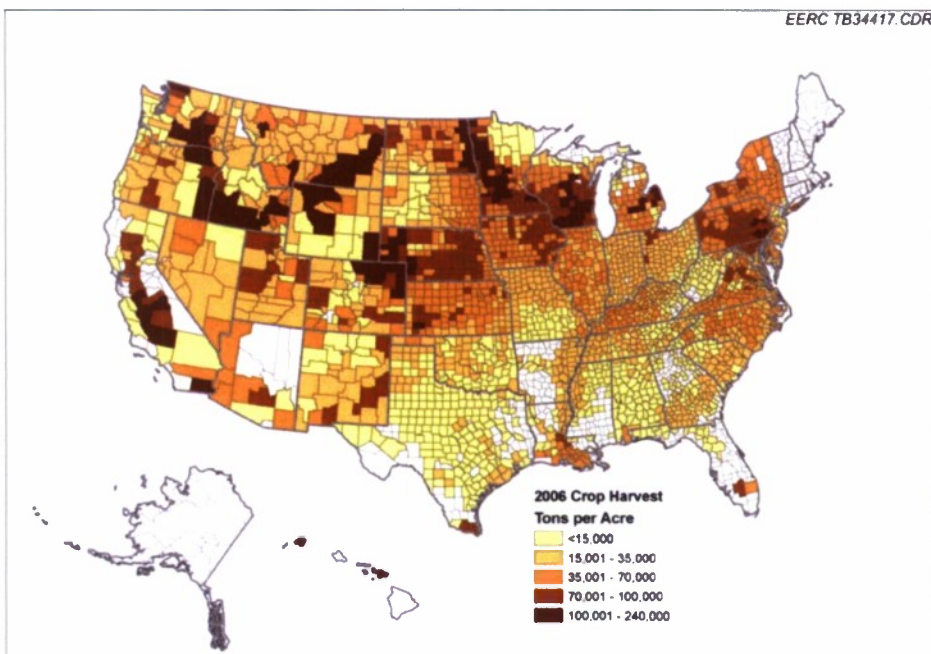 EERC TB34417.CDR
2006 Crop Harvest
Tons per Acre
<15,000
15,001 - 35,000
35,001 - 70,000
70,001 - 100,000
100,001 - 240,000